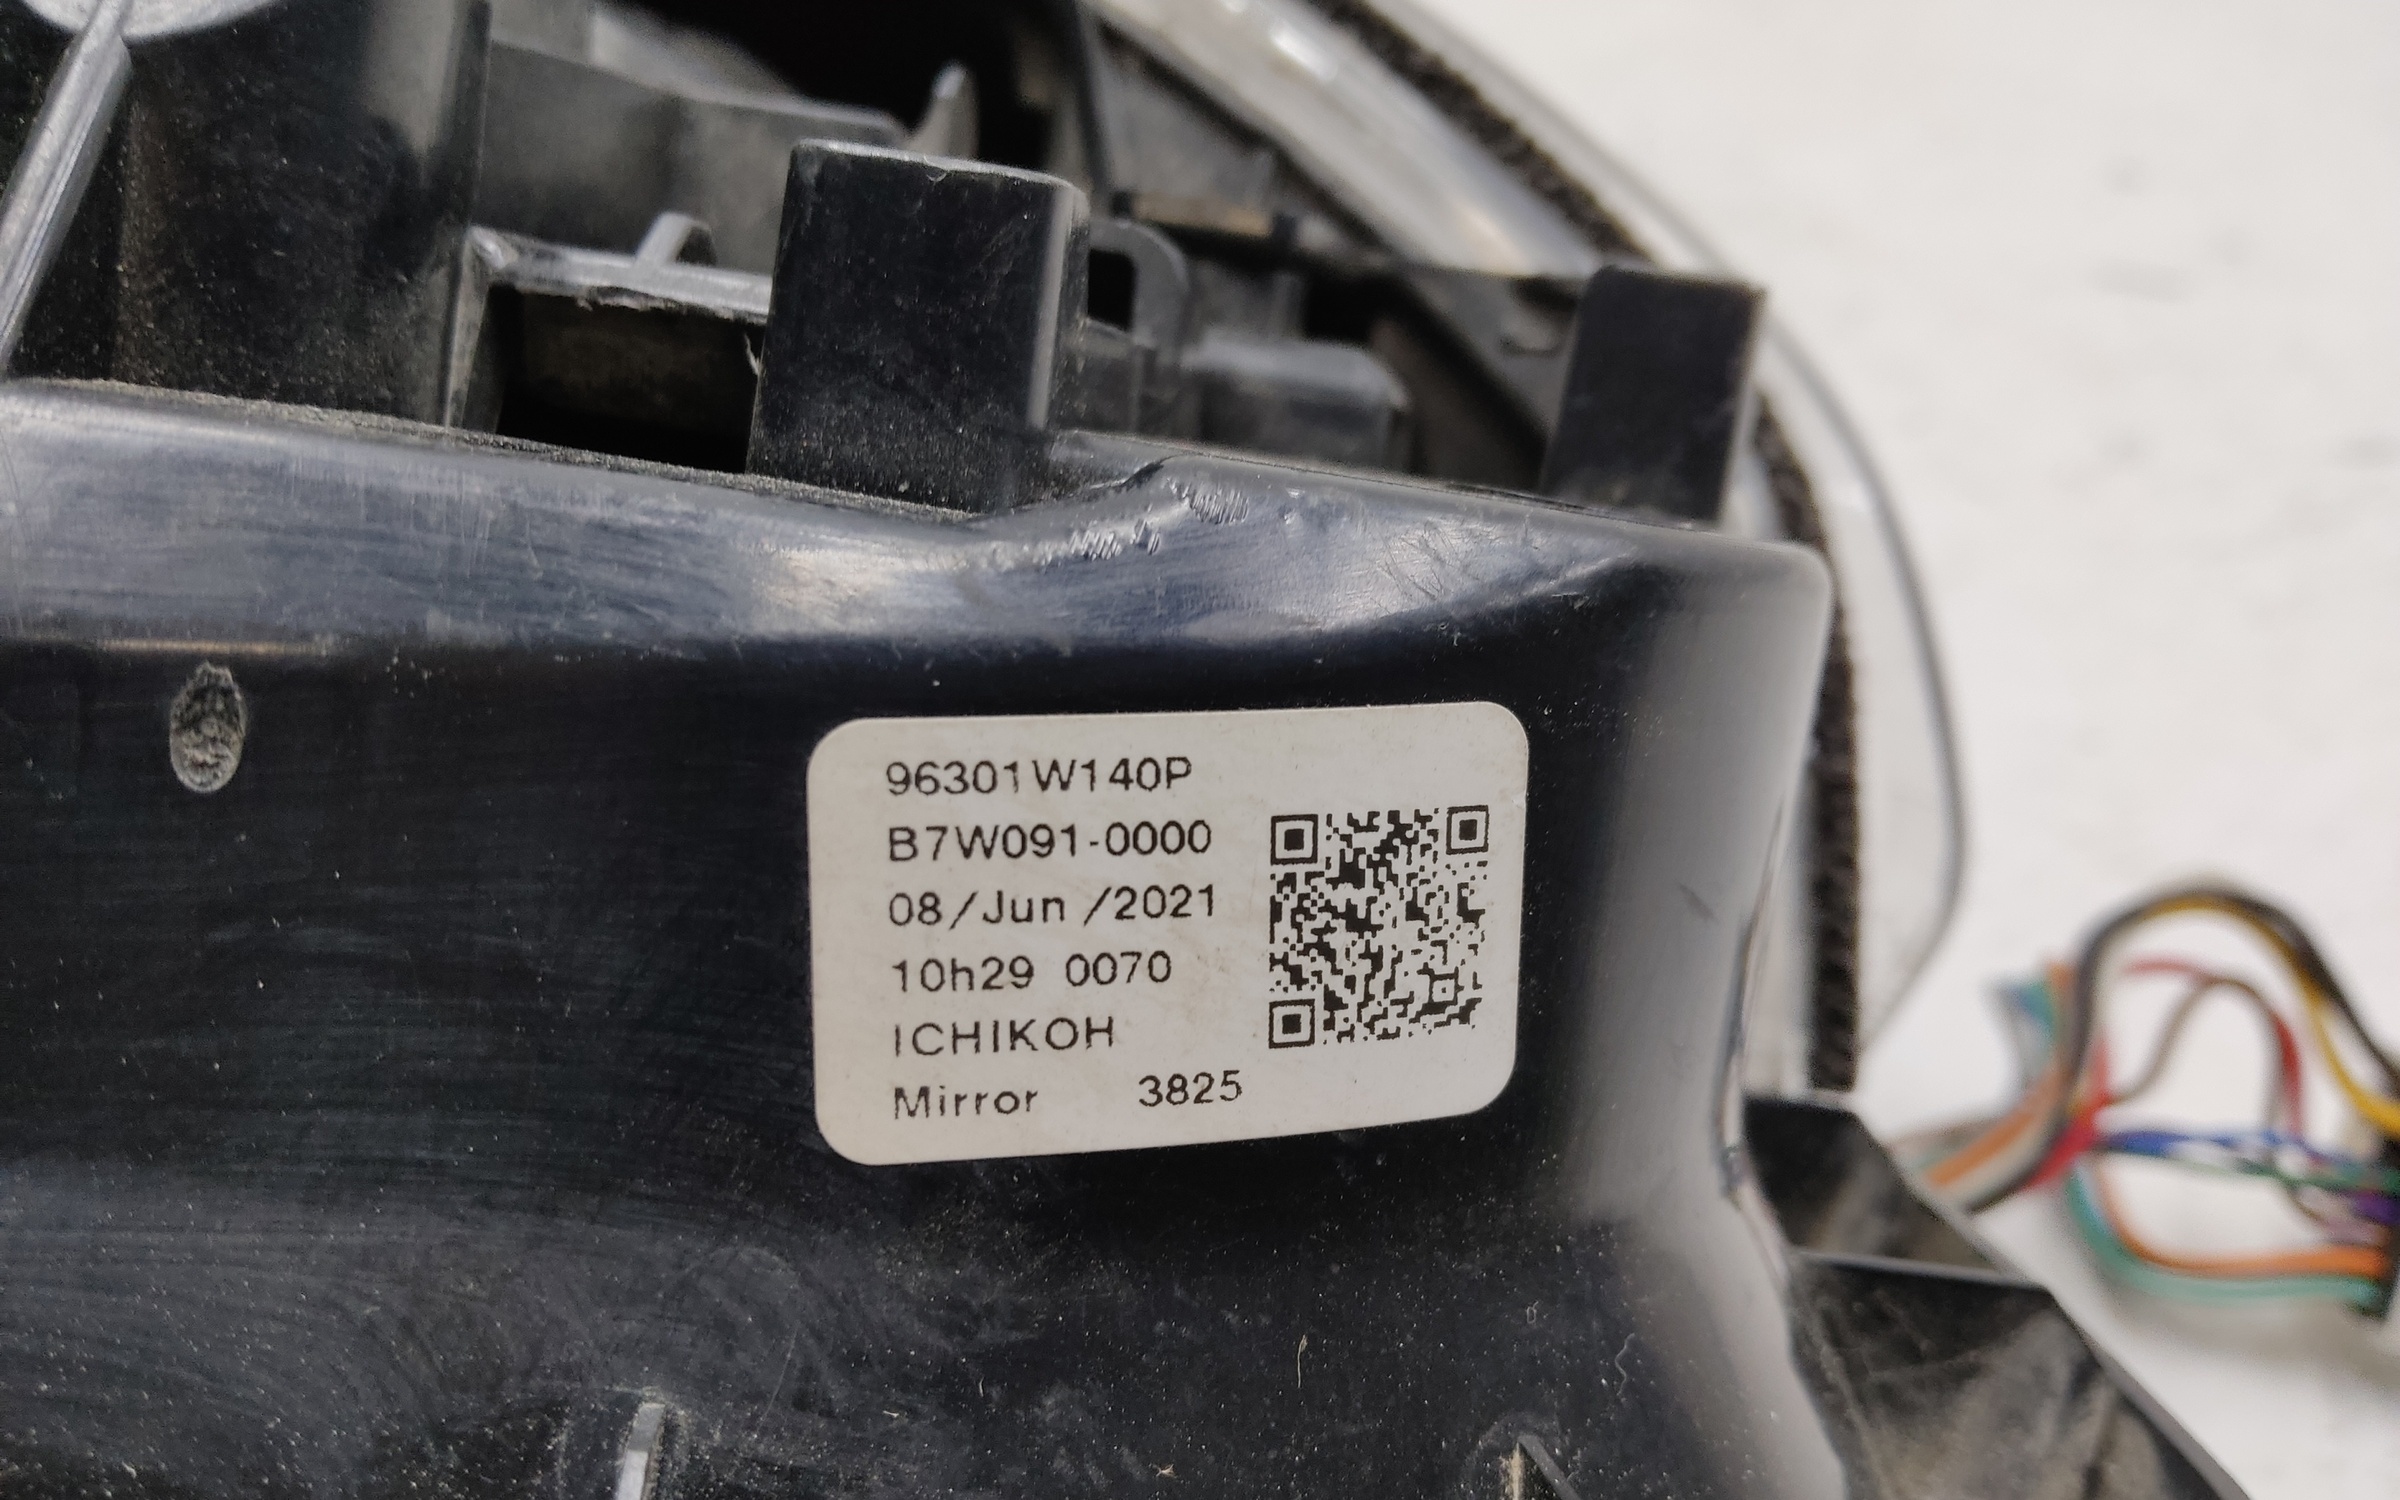 96301W140P
B7W091-0000
08/Jun /2021
10h29 0070
ICHIKOH
Mirror 3825